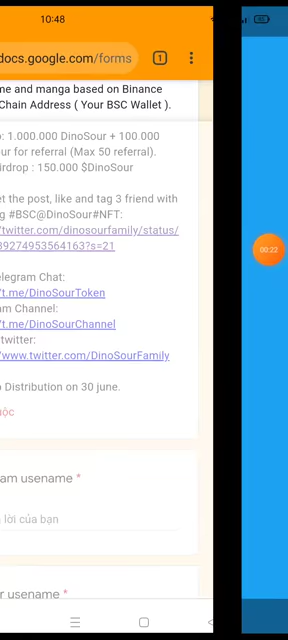 10:48
docs.google.com/forms
1
me and manga based on Binance
Chain Address ( Your BSC Wallet ).
: 1.000.000 DinoSour + 100.000
ur for referral (Max 50 referral).
irdrop : 150.000 $DinoSour
et the post, like and tag 3 friend with
g #BSC@DinoSour#NFT:
/twitter.com/dinosourfamily/status/
39274953564163?s=21
elegram Chat:
/t.me/DinoSourToken
am Channel:
/t.me/DinoSourChannel
twitter:
/www.twitter.com/DinoSourFamily
Distribution on 30 june.
uộc
am usename *
lời của bạn
r usename *
00:22